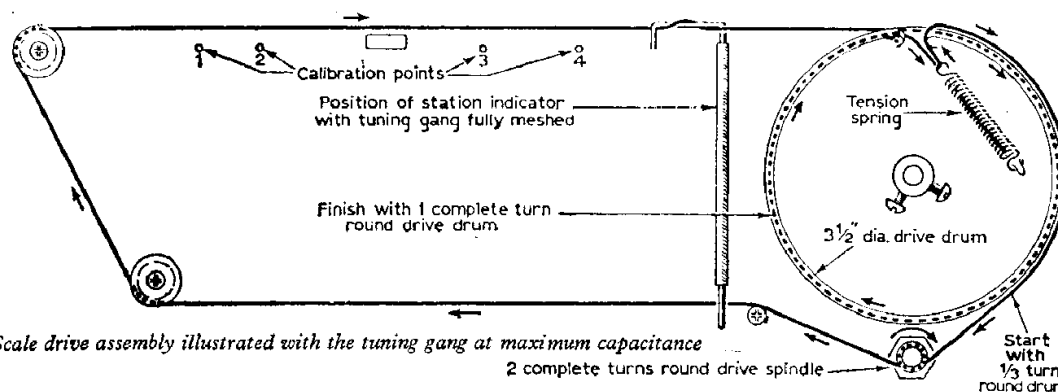 1
2
3
4
Calibration points
Position of station indicator
with tuning gang fully meshed
Tension
spring
Finish with 1 complete turn
round drive drum
3½" dia. drive drum
Scale drive assembly illustrated with the tuning gang at maximum capacitance
2 complete turns round drive spindle
Start
with
⅓ turn
round drum